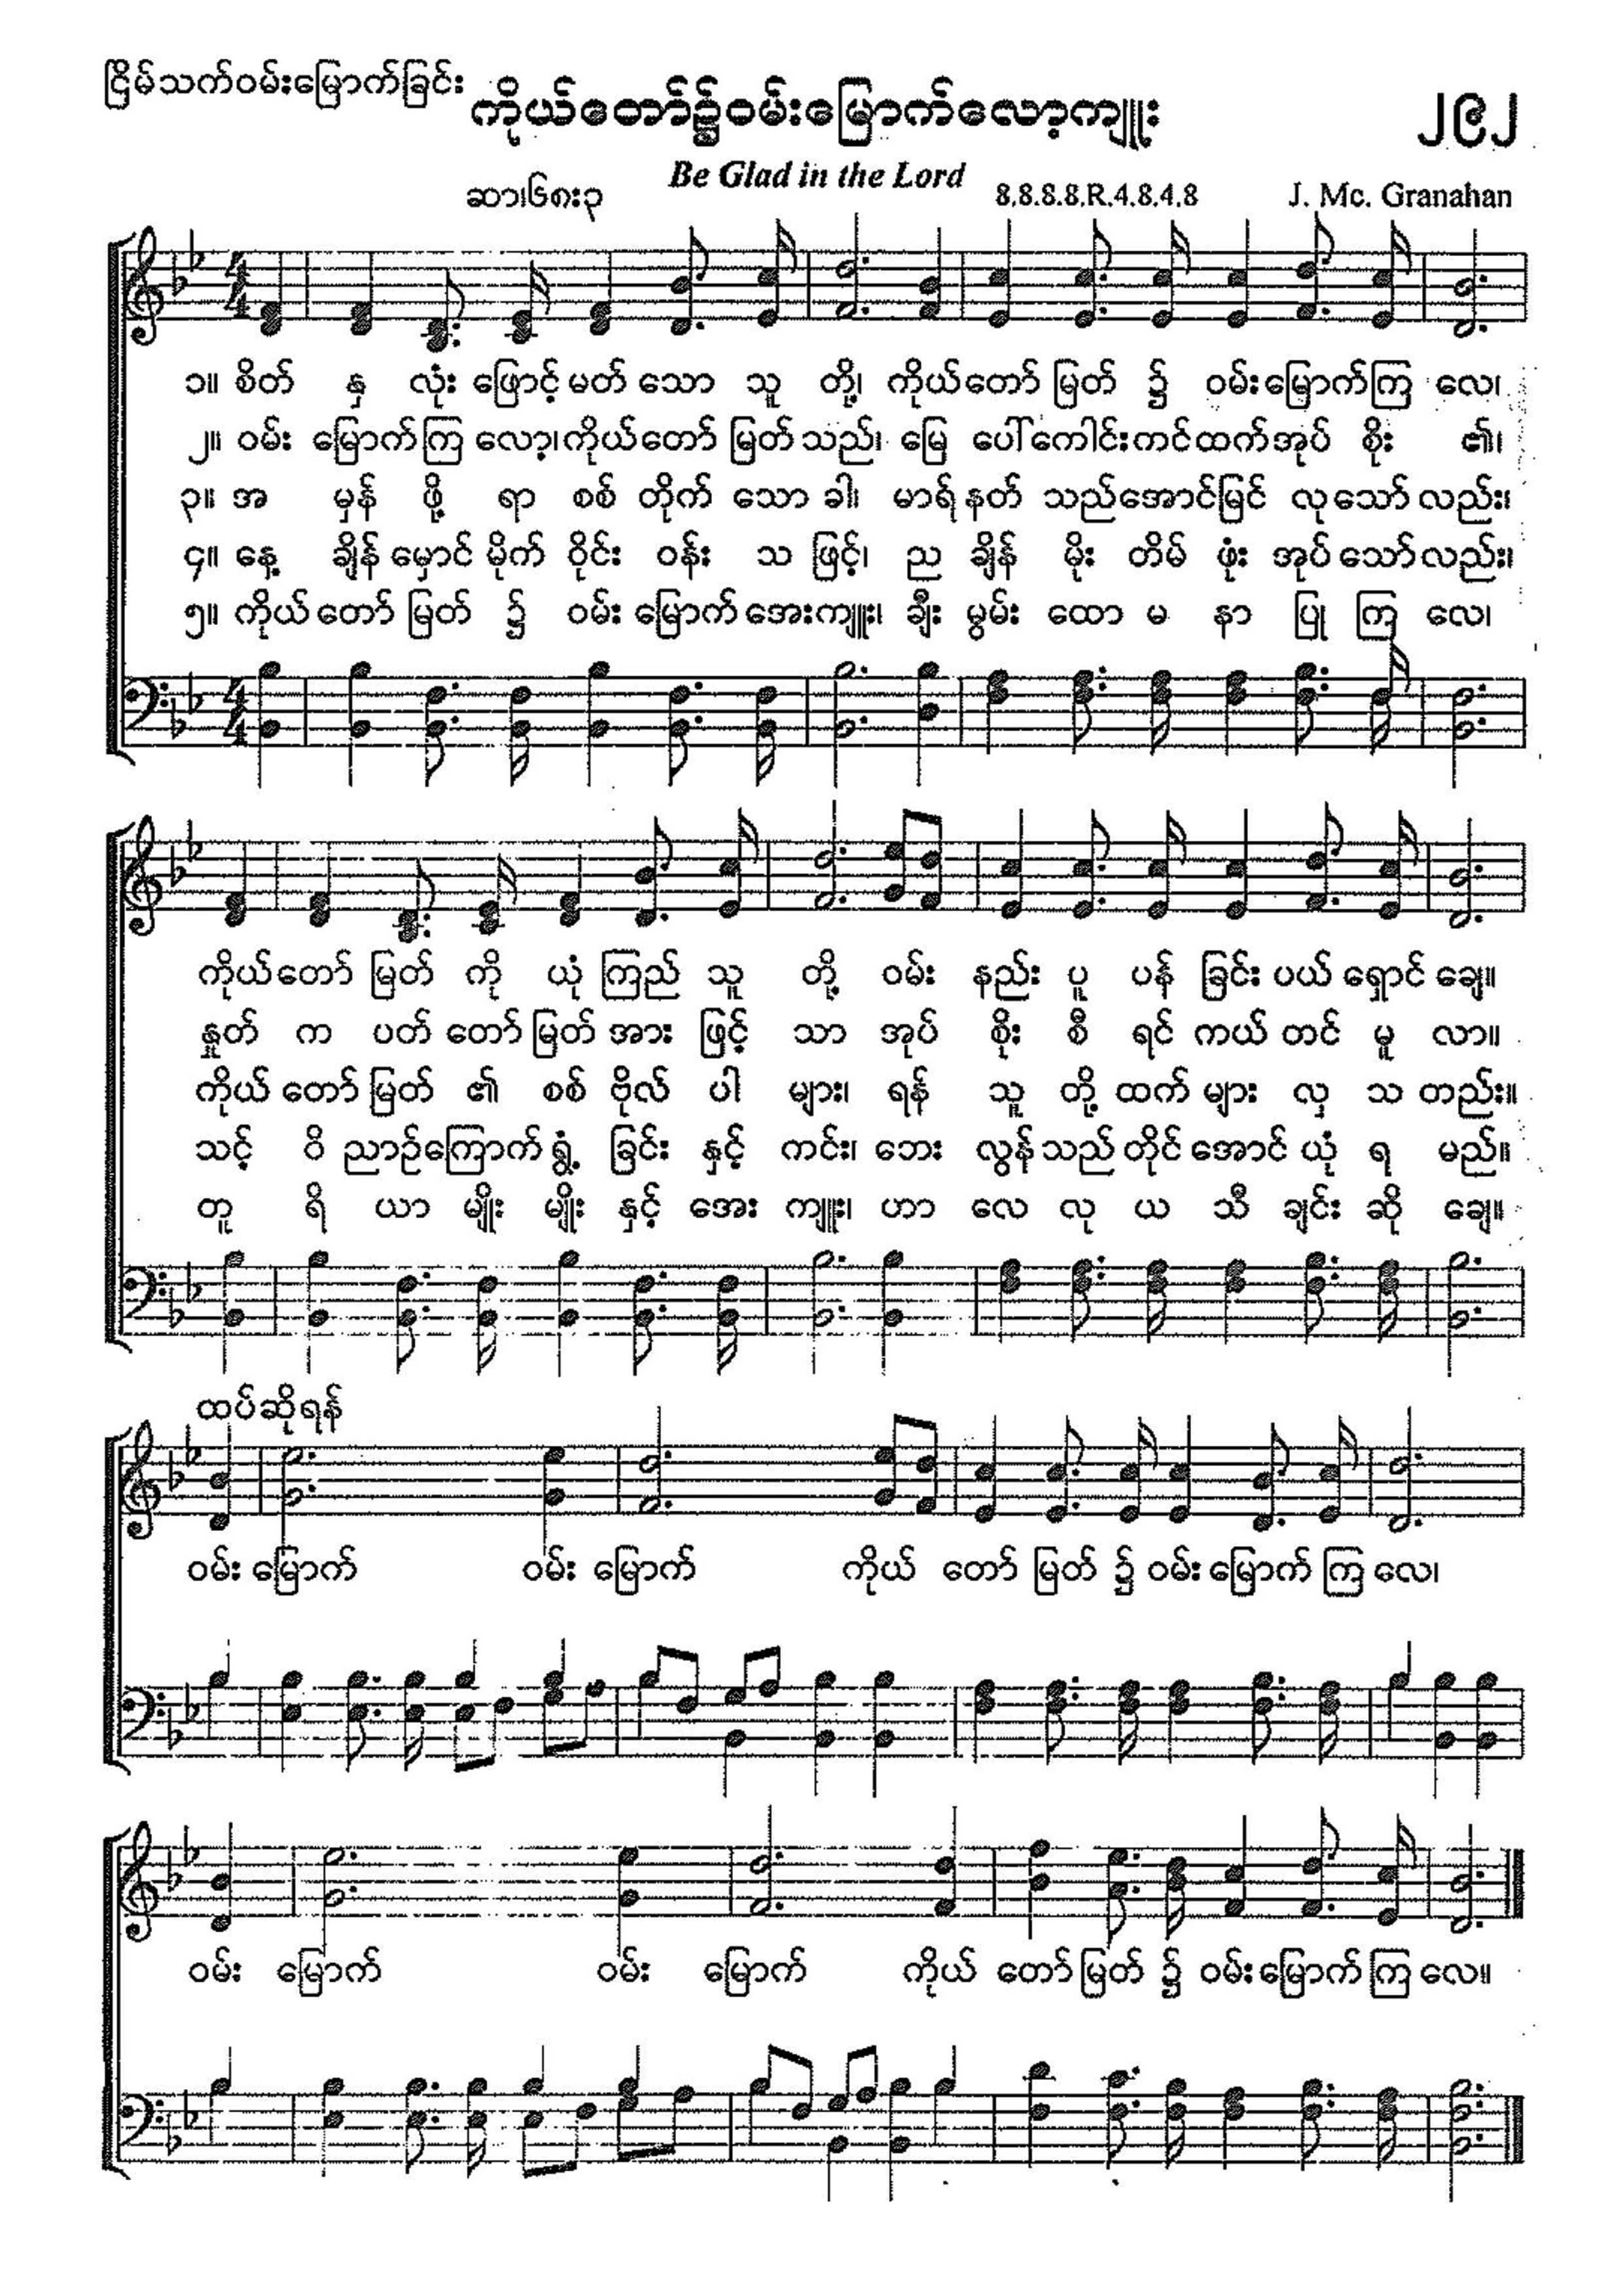 ငြိမ်သက်ဝမ်းမြောက်ခြင်း
ကိုယ်တော်၌ဝမ်းမြောက်လော့ကျူး
၂၉၂
Be Glad in the Lord
ဆာ၊၆၈း၃
8.8.8.8.R.4.8.4.8
J. Mc. Granahan
၁။ စိတ် နှ လုံး ဖြောင့် မတ် သော သူ တို့၊ ကိုယ် တော် မြတ် ၌ ဝမ်း မြောက် ကြ လေ၊
၂။ ဝမ်း မြောက် ကြ လော့၊ ကိုယ် တော် မြတ် သည်၊ မြေ ပေါ် ကောင်း ကင် ထက် အုပ် စိုး ၏၊
၃။ အ မှန် ဖို့ ရာ စစ် တိုက် သော ခါ၊ မာရ် နတ် သည် အောင် မြင် လု သော် လည်း၊
၄။ နေ့ ချိန် မှောင် မိုက် ဝိုင်း ဝန်း သ ဖြင့်၊ ည ချိန် မိုး တိမ် ဖုံး အုပ် သော် လည်း၊
၅။ ကိုယ် တော် မြတ် ၌ ဝမ်း မြောက် အေး ကျူး၊ ချီး မွမ်း ထော မ နာ ပြု ကြ လေ၊
ကိုယ် တော် မြတ် ကို ယုံ ကြည် သူ တို့ ဝမ်း နည်း ပူ ပန် ခြင်း ပယ် ရှောင် ချေ။
နှုတ် က ပတ် တော် မြတ် အား ဖြင့် သာ အုပ် စိုး စီ ရင် ကယ် တင် မူ လာ။
ကိုယ် တော် မြတ် ၏ စစ် ဗိုလ် ပါ များ၊ ရန် သူ တို့ ထက် များ လှ သ တည်း။
သင့် ဝိ ညာဉ် ကြောက် ရွံ့ ခြင်း နှင့် ကင်း၊ ဘေး လွန် သည် တိုင် အောင် ယုံ ရ မည်။
တူ ရိ ယာ မျိုး မျိုး နှင့် အေး ကျူး၊ ဟာ လေ လု ယ သီ ချင်း ဆို ချေ။
ထပ်ဆိုရန်
ဝမ်း မြောက် ဝမ်း မြောက် ကိုယ် တော် မြတ် ၌ ဝမ်း မြောက် ကြ လေ၊
ဝမ်း မြောက် ဝမ်း မြောက် ကိုယ် တော် မြတ် ၌ ဝမ်း မြောက် ကြ လေ။